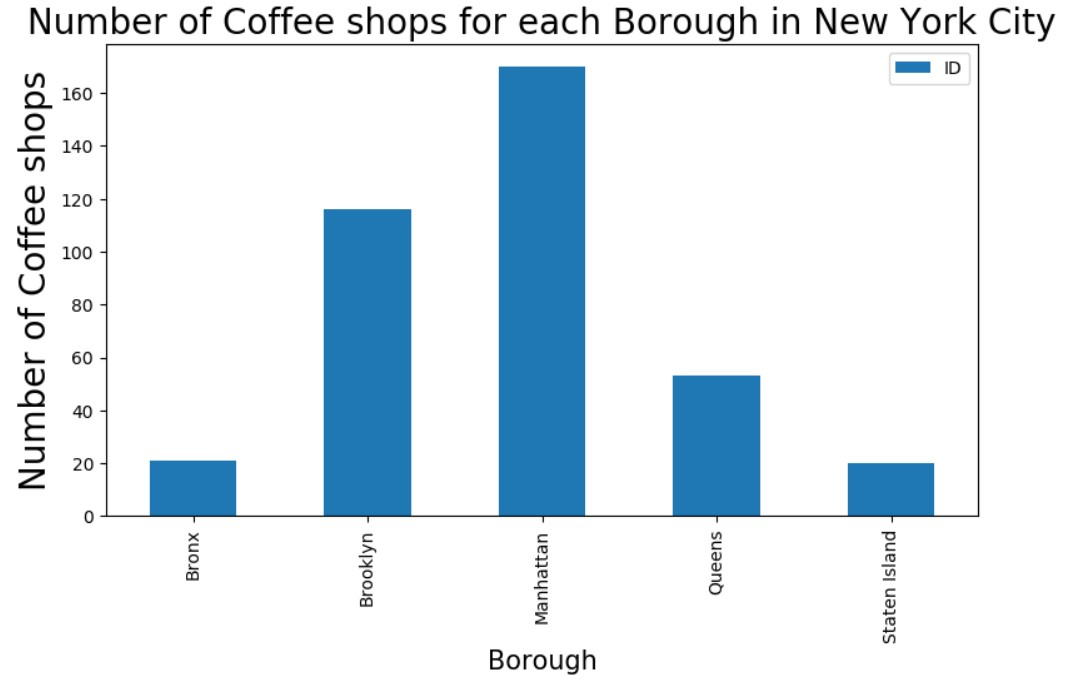 Number of Coffee shops for each Borough in New York City
ID
Number of Coffee shops
160
140
120
100
80
60
40
20
0
Bronx
Brooklyn
Manhattan
Queens
Staten Island
Borough